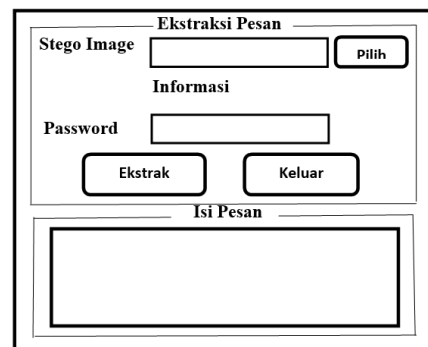 Ekstraksi Pesan
Stego Image
Pilih
Informasi
Password
Ekstrak
Keluar
Isi Pesan